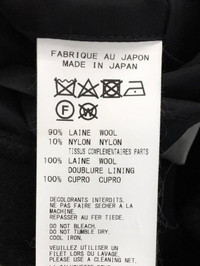 FABRIQUE AU JAPON
MADE IN JAPAN
F W
90% LAINE WOOL
10% NYLON NYLON
TISSUS COMPLEMENTAIRES PARTS
100% LAINE WOOL
DOUBLURE LINING
100% CUPRO CUPRO
DECOLORANTS INTERDITS.
NE PAS FAIRE SECHER A LA
MACHINE.
REPASSER AU FER TIEDE.
DO NOT BLEACH.
DO NOT TUMBLE DRY.
COOL IRON.
VEUILLEZ UTILISER UN
FILET LORS DU LAVAGE.
PLEASE USE A CLEANING NET.